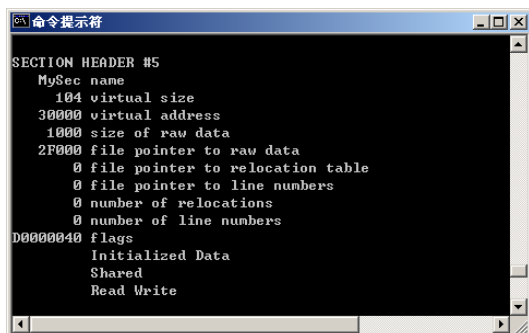 命令提示符
SECTION HEADER #5
MySec name
104 virtual size
30000 virtual address
1000 size of raw data
2F000 file pointer to raw data
0 file pointer to relocation table
0 file pointer to line numbers
0 number of relocations
0 number of line numbers
D0000040 flags
Initialized Data
Shared
Read Write